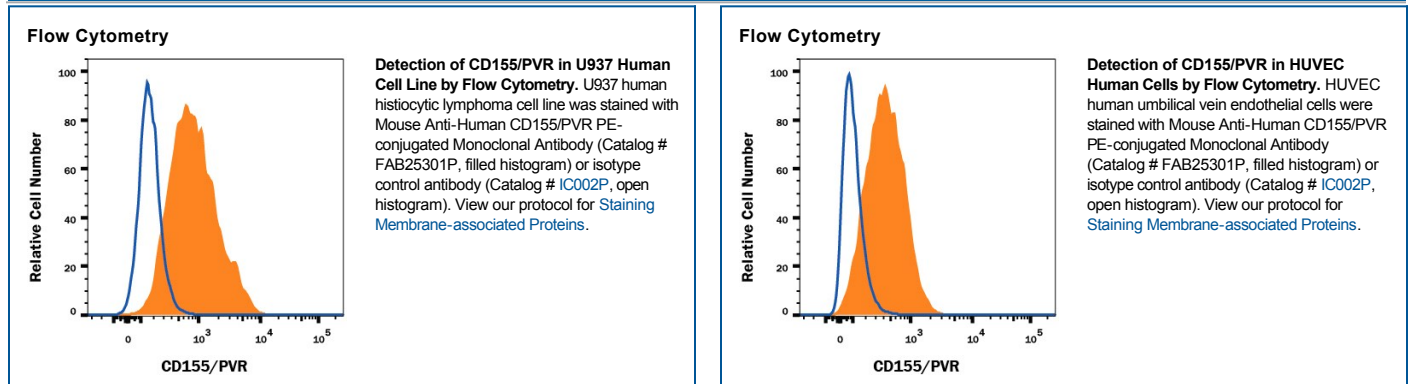 Flow Cytometry
100
80
60
40
20
0
Relative Cell Number
0
10³
10⁴
10⁵
CD155/PVR
Detection of CD155/PVR in U937 Human
Cell Line by Flow Cytometry. U937 human
histiocytic lymphoma cell line was stained with
Mouse Anti-Human CD155/PVR PE-
conjugated Monoclonal Antibody (Catalog #
FAB25301P, filled histogram) or isotype
control antibody (Catalog # IC002P, open
histogram). View our protocol for Staining
Membrane-associated Proteins.
Flow Cytometry
100
80
60
40
20
0
Relative Cell Number
0
10³
10⁴
10⁵
CD155/PVR
Detection of CD155/PVR in HUVEC
Human Cells by Flow Cytometry. HUVEC
human umbilical vein endothelial cells were
stained with Mouse Anti-Human CD155/PVR
PE-conjugated Monoclonal Antibody
(Catalog # FAB25301P, filled histogram) or
isotype control antibody (Catalog # IC002P,
open histogram). View our protocol for
Staining Membrane-associated Proteins.